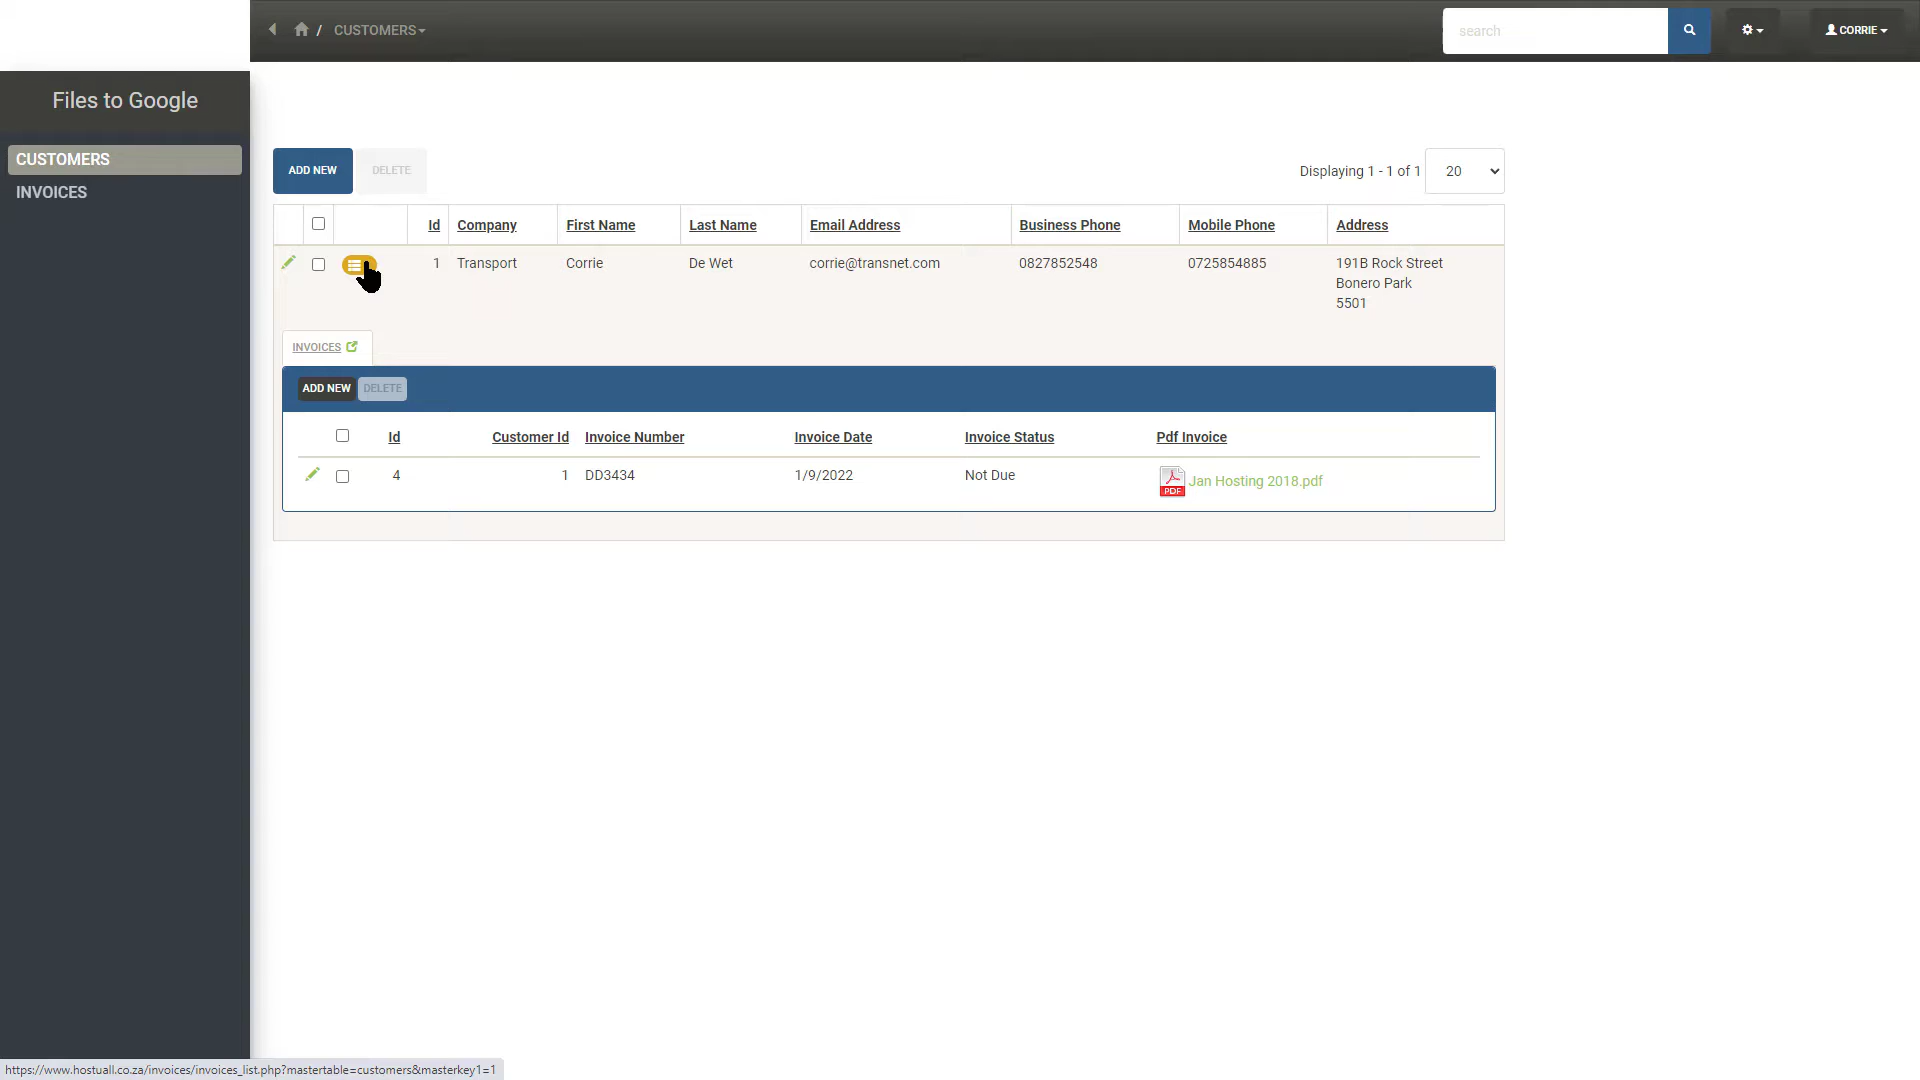 / CUSTOMERS
search
CORRIE
Files to Google
CUSTOMERS
INVOICES
ADD NEW DELETE
Displaying 1 - 1 of 1 20
Id Company First Name Last Name Email Address Business Phone Mobile Phone Address
1 Transport Corrie De Wet corrie@transnet.com 0827852548 0725854885 191B Rock Street
Bonero Park
5501
INVOICES
ADD NEW DELETE
Id Customer Id Invoice Number Invoice Date Invoice Status Pdf Invoice
4 1 DD3434 1/9/2022 Not Due PDF Jan Hosting 2018.pdf
https://www.hostuall.co.za/invoices/invoices_list.php?mastertable=customers&masterkey1=1